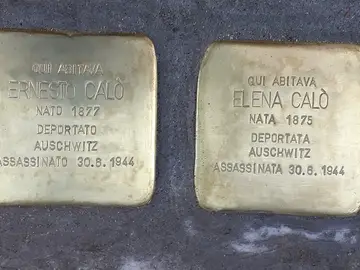 QUI ABITAVA
ERNESTO CALÒ
NATO 1877
DEPORTATO
AUSCHWITZ
ASSASSINATO 30.6.1944
QUI ABITAVA
ELENA CALÒ
NATA 1875
DEPORTATA
AUSCHWITZ
ASSASSINATA 30.6.1944